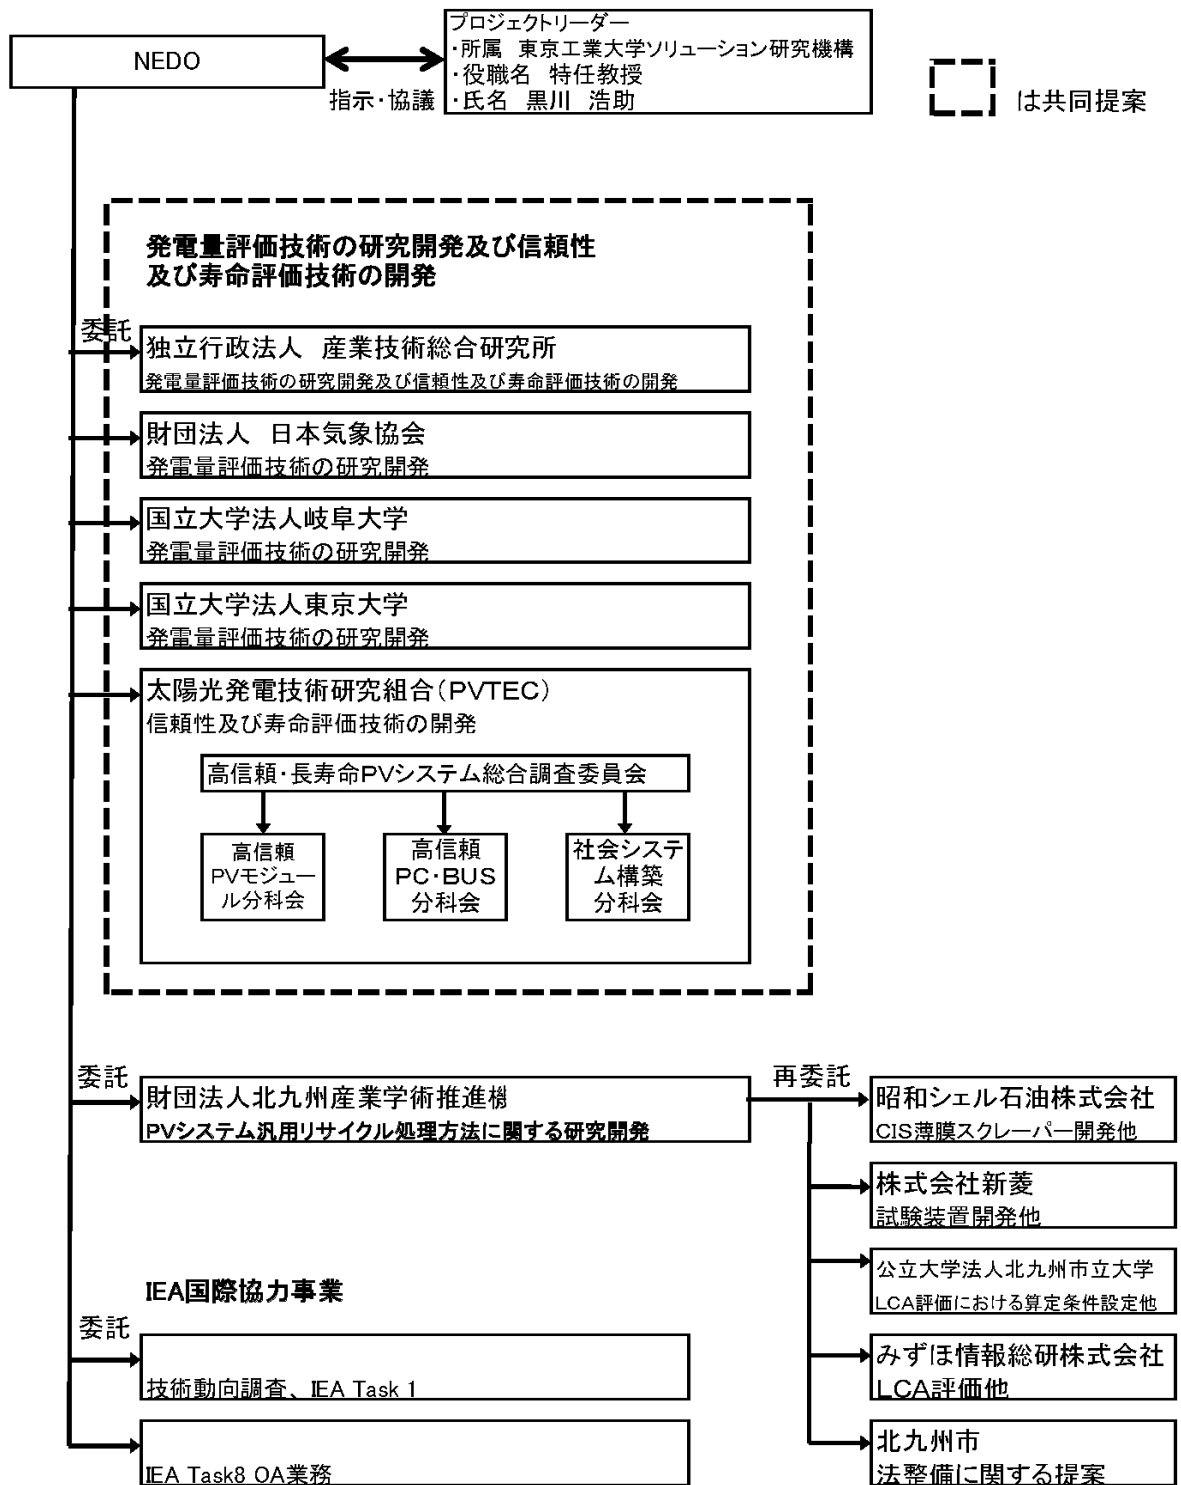 NEDO
指示・協議
プロジェクトリーダー
・所属 東京工業大学ソリューション研究機構
・役職名 特任教授
・氏名 黒川 浩助
は共同提案
発電量評価技術の研究開発及び信頼性
及び寿命評価技術の開発
委託
独立行政法人 産業技術総合研究所
発電量評価技術の研究開発及び信頼性及び寿命評価技術の開発
財団法人 日本気象協会
発電量評価技術の研究開発
国立大学法人岐阜大学
発電量評価技術の研究開発
国立大学法人東京大学
発電量評価技術の研究開発
太陽光発電技術研究組合(PVTEC)
信頼性及び寿命評価技術の開発
高信頼・長寿命PVシステム総合調査委員会
高信頼
PVモジュー
ル分科会
高信頼
PC・BUS
分科会
社会システ
ム構築
分科会
委託
財団法人北九州産業学術推進機
PVシステム汎用リサイクル処理方法に関する研究開発
再委託
昭和シェル石油株式会社
CIS薄膜スクレーパー開発他
株式会社新菱
試験装置開発他
公立大学法人北九州市立大学
LCA評価における算定条件設定他
みずほ情報総研株式会社
LCA評価他
北九州市
法整備に関する提案
IEA国際協力事業
委託
技術動向調査、IEA Task 1
IEA Task8 OA業務